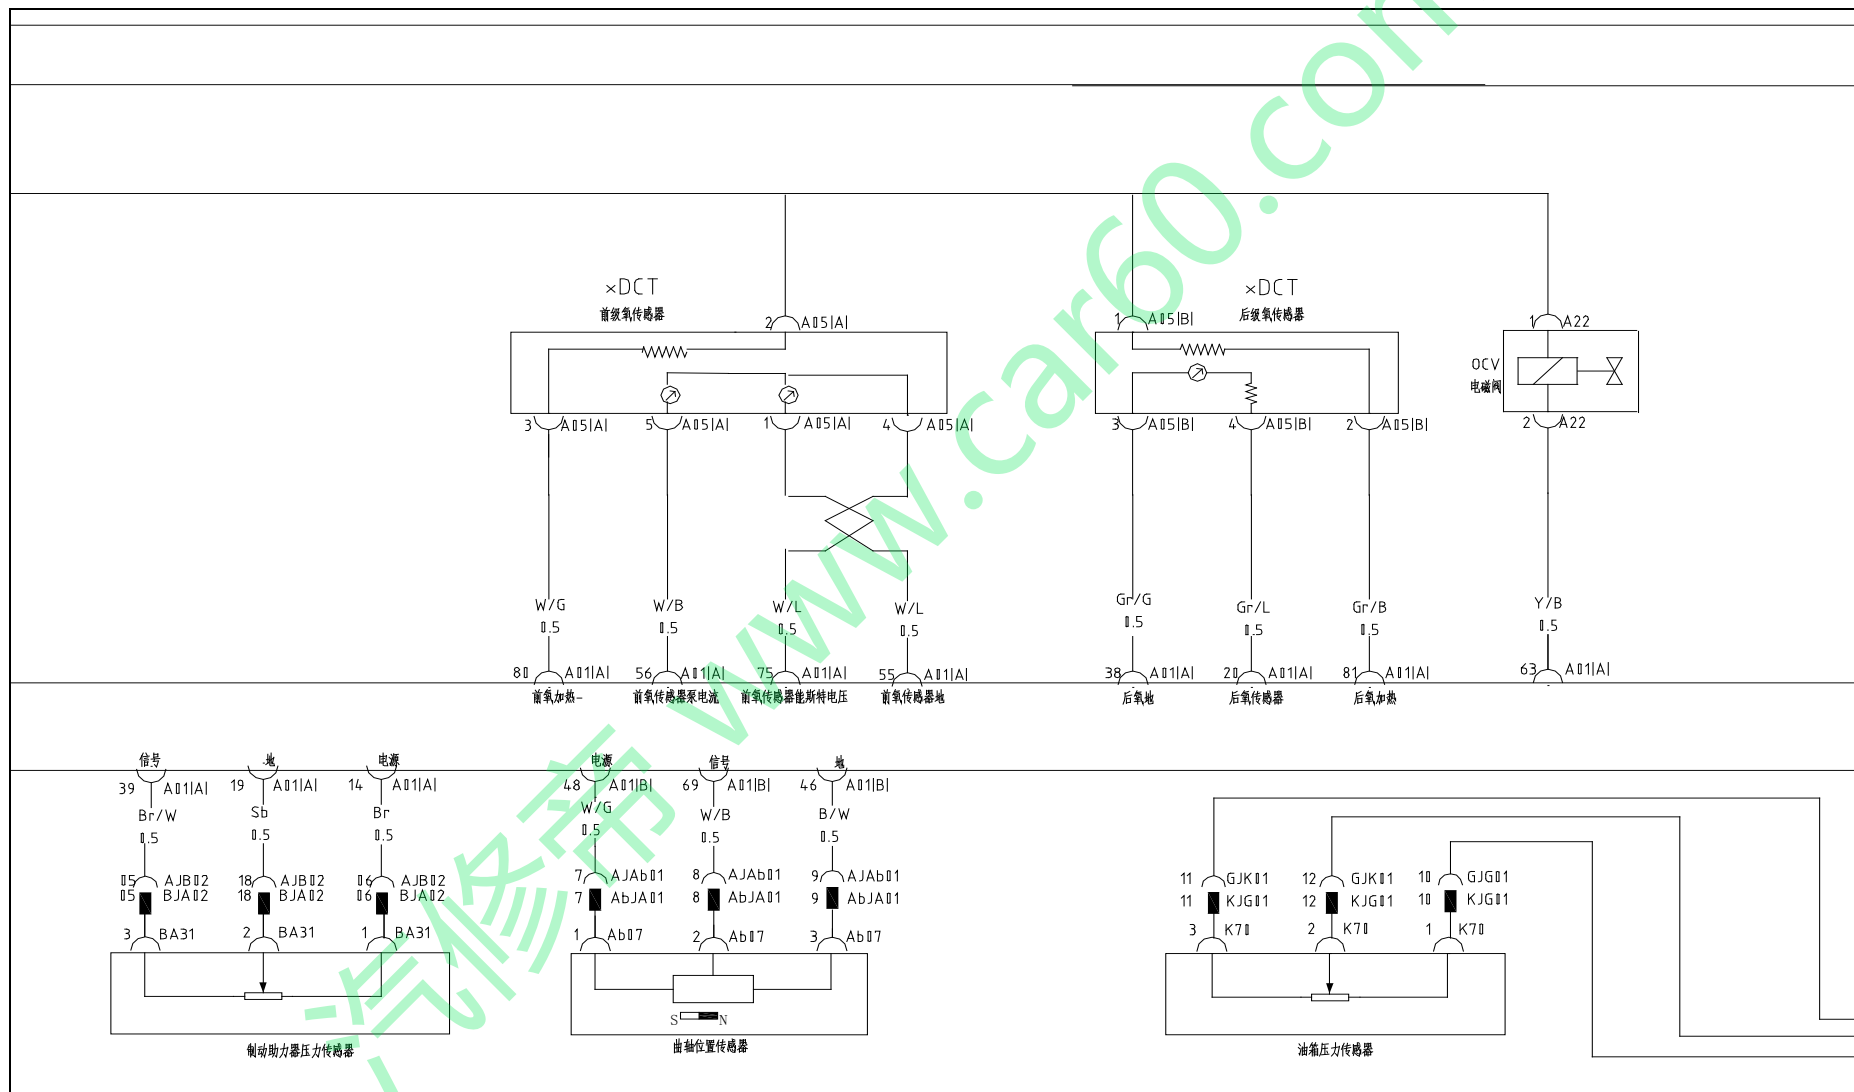 ×DCT
前级氧传感器
2 A05|A|
×DCT
后级氧传感器
1 A05|B|
1 A22
OCV
电磁阀
3 A05|A|
5 A05|A|
1 A05|A|
4 A05|A|
3 A05|B|
4 A05|B|
2 A05|B|
2 A22
W/G
0.5
W/B
0.5
W/L
0.5
W/L
0.5
Gr/G
0.5
Gr/L
0.5
Gr/B
0.5
Y/B
0.5
80 A01|A|
前氧加热-
56 A01|A|
前氧传感器泵电流
75 A01|A|
前氧传感器能斯特电压
55 A01|A|
前氧传感器地
38 A01|A|
后氧地
20 A01|A|
后氧传感器
81 A01|A|
后氧加热
63 A01|A|
信号
39 A01|A|
Br/W
0.5
地
19 A01|A|
Sb
0.5
电源
14 A01|A|
Br
0.5
电源
48 A01|B|
W/G
0.5
信号
69 A01|B|
W/B
0.5
地
46 A01|B|
B/W
0.5
05 AJB02
05 BJA02
18 AJB02
18 BJA02
06 AJB02
06 BJA02
3 BA31
2 BA31
1 BA31
制动助力器压力传感器
7 AJAb01
7 AbJA01
8 AJAb01
8 AbJA01
9 AJAb01
9 AbJA01
1 Ab07
2 Ab07
3 Ab07
S N
曲轴位置传感器
11 GJK01
11 KJG01
12 GJK01
12 KJG01
10 GJG01
10 KJG01
3 K70
2 K70
1 K70
油箱压力传感器
汽修帝 www.car60.com